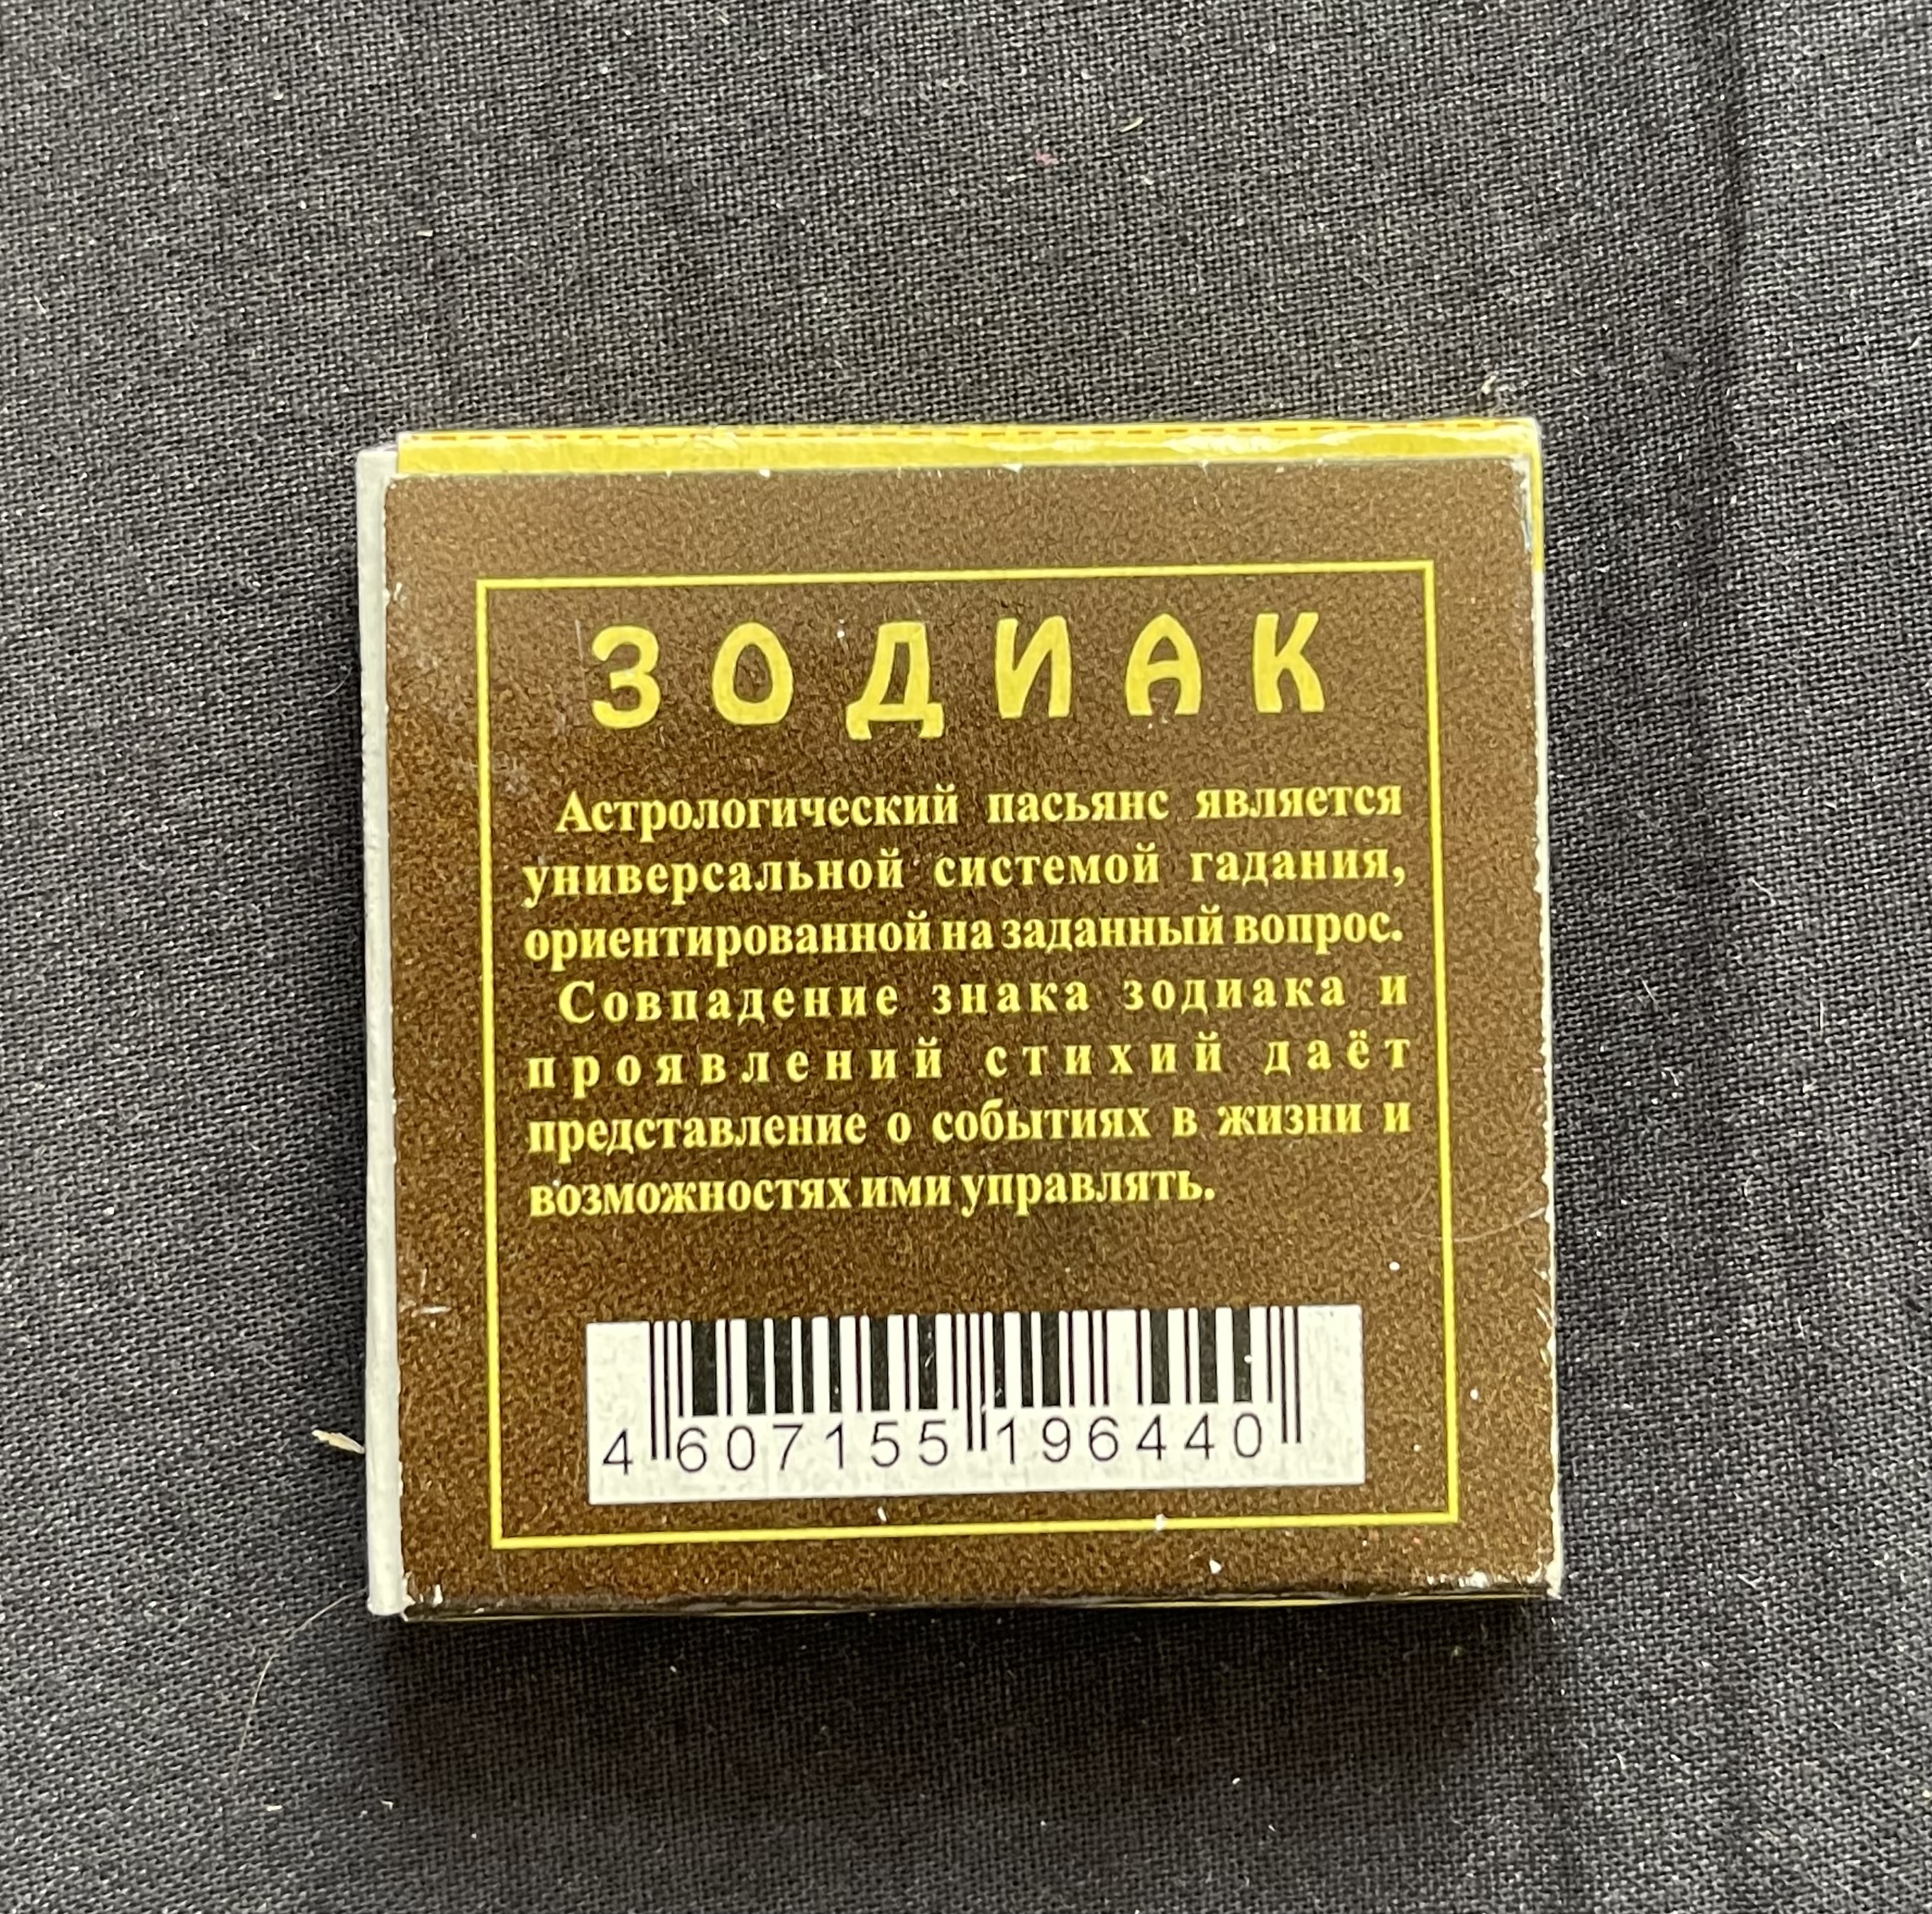 ЗОДИАК
Астрологический пасьянс является
универсальной системой гадания,
ориентированной на заданный вопрос.
Совпадение знака зодиака и
проявлений стихий даёт
представление о событиях в жизни и
возможностях ими управлять.
4 607155 196440